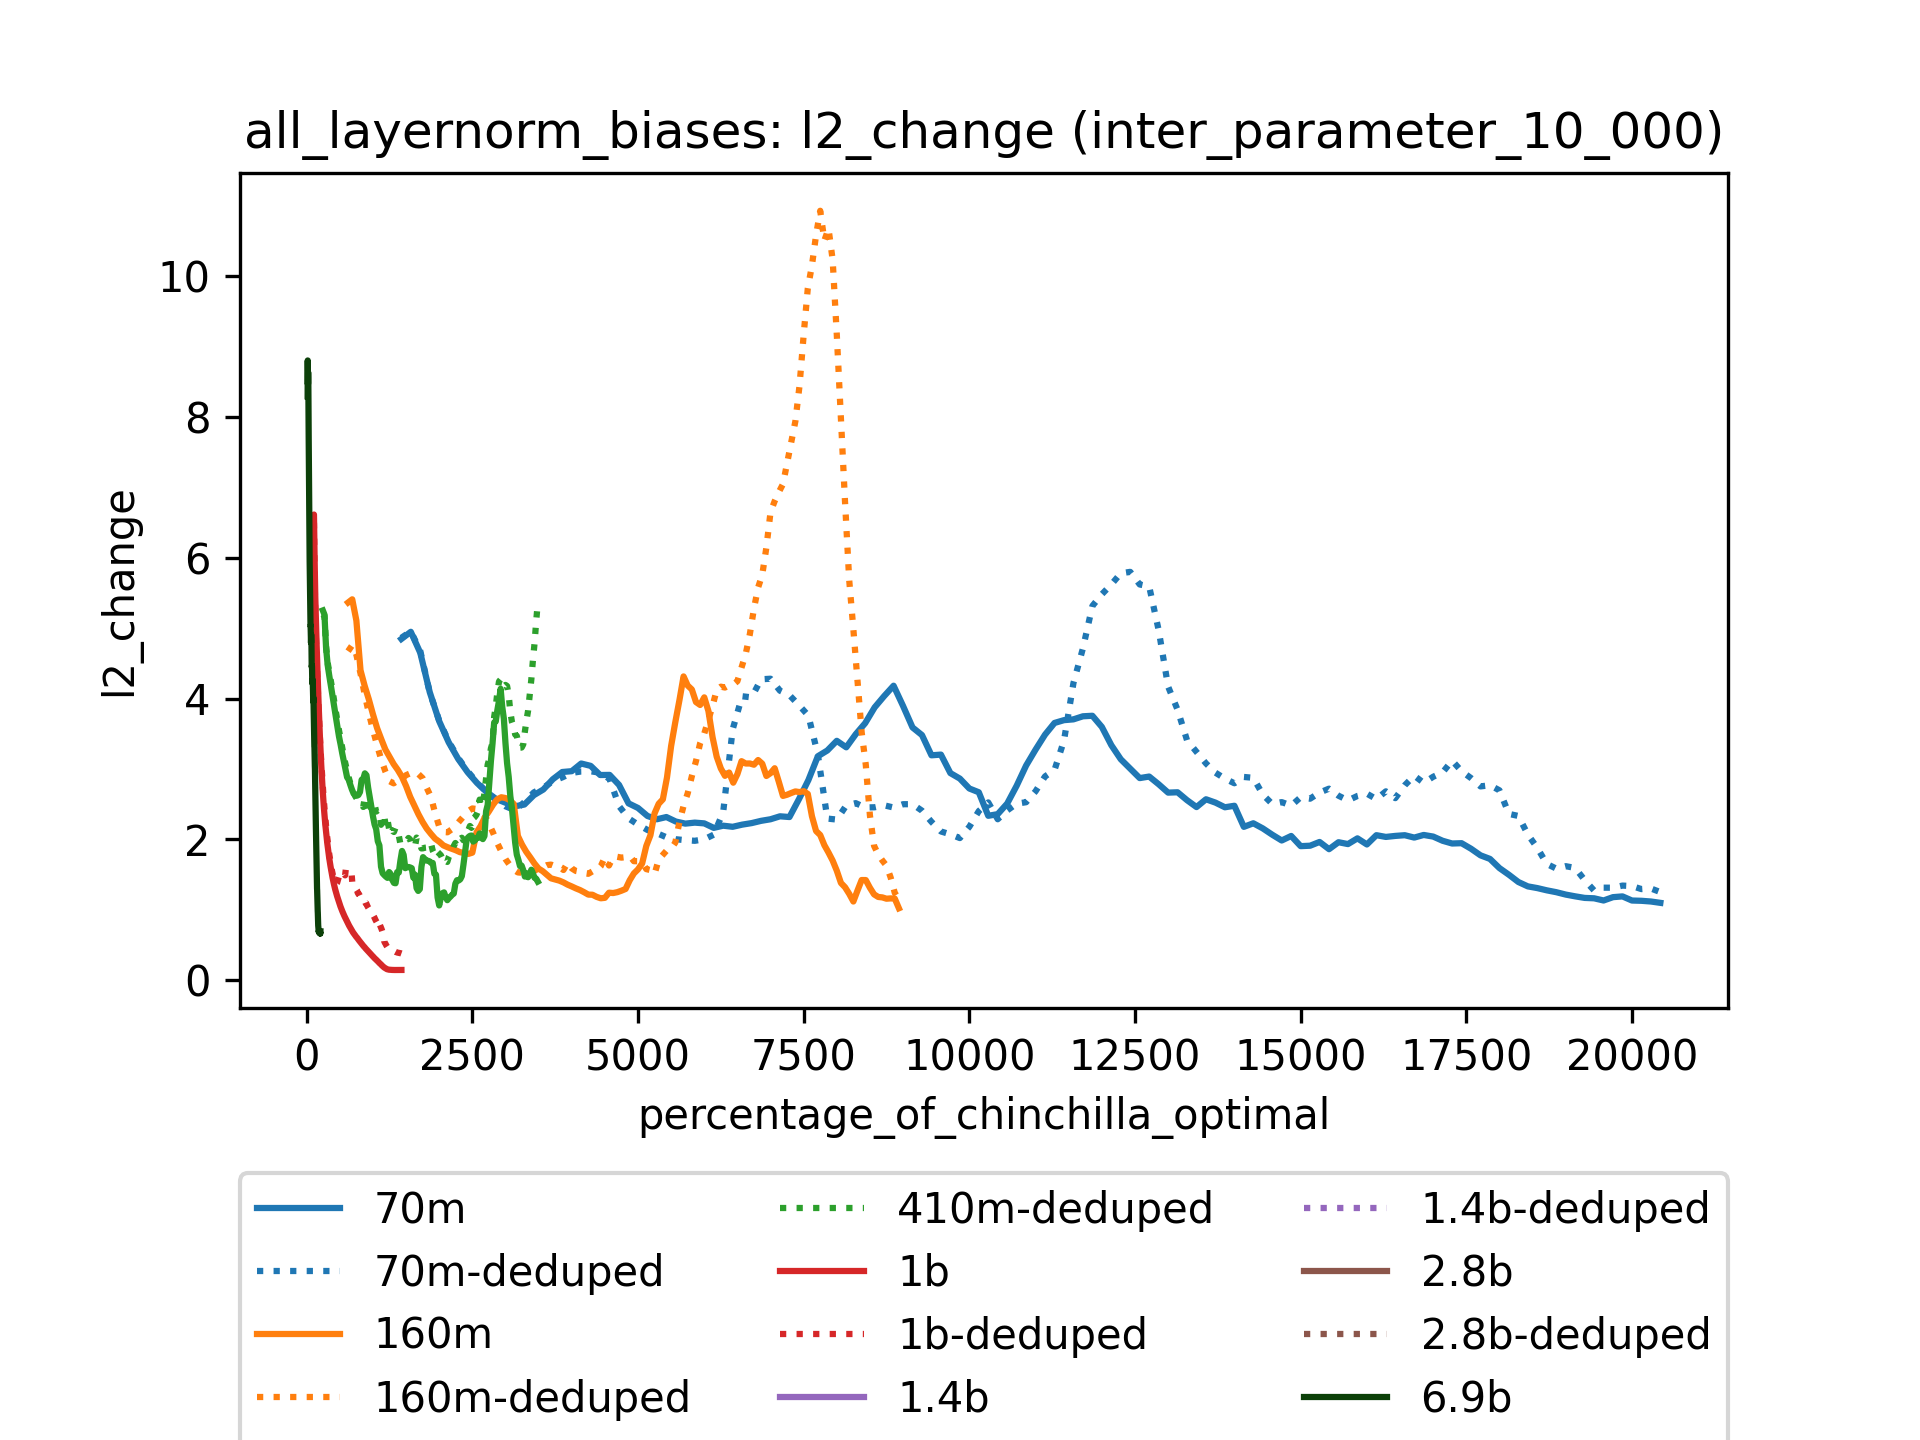 all_layernorm_biases: l2_change (inter_parameter_10_000)
10
8
6
4
2
0
l2_change
0 2500 5000 7500 10000 12500 15000 17500 20000
percentage_of_chinchilla_optimal
70m 410m-deduped 1.4b-deduped
70m-deduped 1b 2.8b
160m 1b-deduped 2.8b-deduped
160m-deduped 1.4b 6.9b